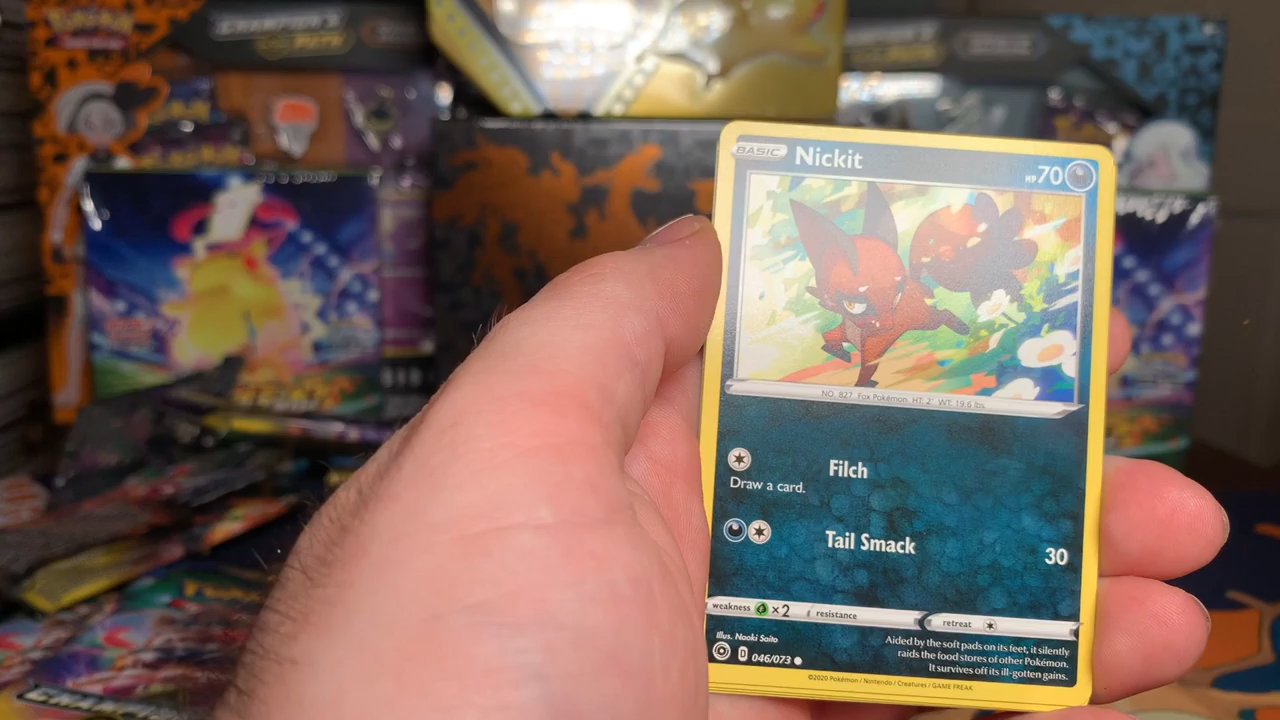 BASIC
Nickit
HP 70
NO. 827 Fox Pokémon HT: 2' WT: 19.6 lbs.
Filch
Draw a card.
Tail Smack 30
weakness ×2 resistance retreat
Illus. Naoki Saito
D 046/073
Aided by the soft pads on its feet, it silently
raids the food stores of other Pokémon.
It survives off its ill-gotten gains.
©2020 Pokémon / Nintendo / Creatures / GAME FREAK